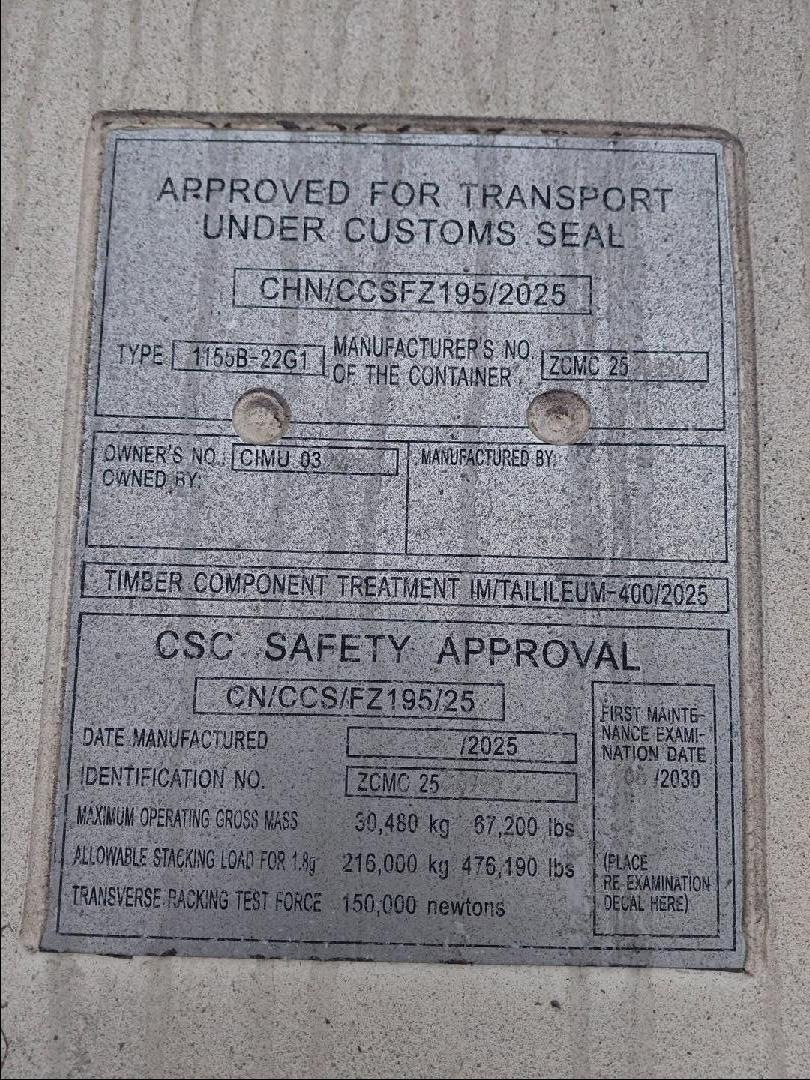 APPROVED FOR TRANSPORT
UNDER CUSTOMS SEAL
CHN/CCSFZ195/2025
TYPE 1155B-22G1
MANUFACTURER'S NO.
OF THE CONTAINER
ZCMC 25
OWNER'S NO.: CIMU 03
OWNED BY:
MANUFACTURED BY:
TIMBER COMPONENT TREATMENT IM/TAILILEUM-400/2025
CSC SAFETY APPROVAL
CN/CCS/FZ195/25
DATE MANUFACTURED /2025
IDENTIFICATION NO. ZCMC 25
MAXIMUM OPERATING GROSS MASS 30,480 kg 67,200 lbs
ALLOWABLE STACKING LOAD FOR 1.8g 216,000 kg 476,190 lbs
TRANSVERSE RACKING TEST FORCE 150,000 newtons
FIRST MAINTE-
NANCE EXAMI-
NATION DATE
/2030
(PLACE
RE-EXAMINATION
DECAL HERE)